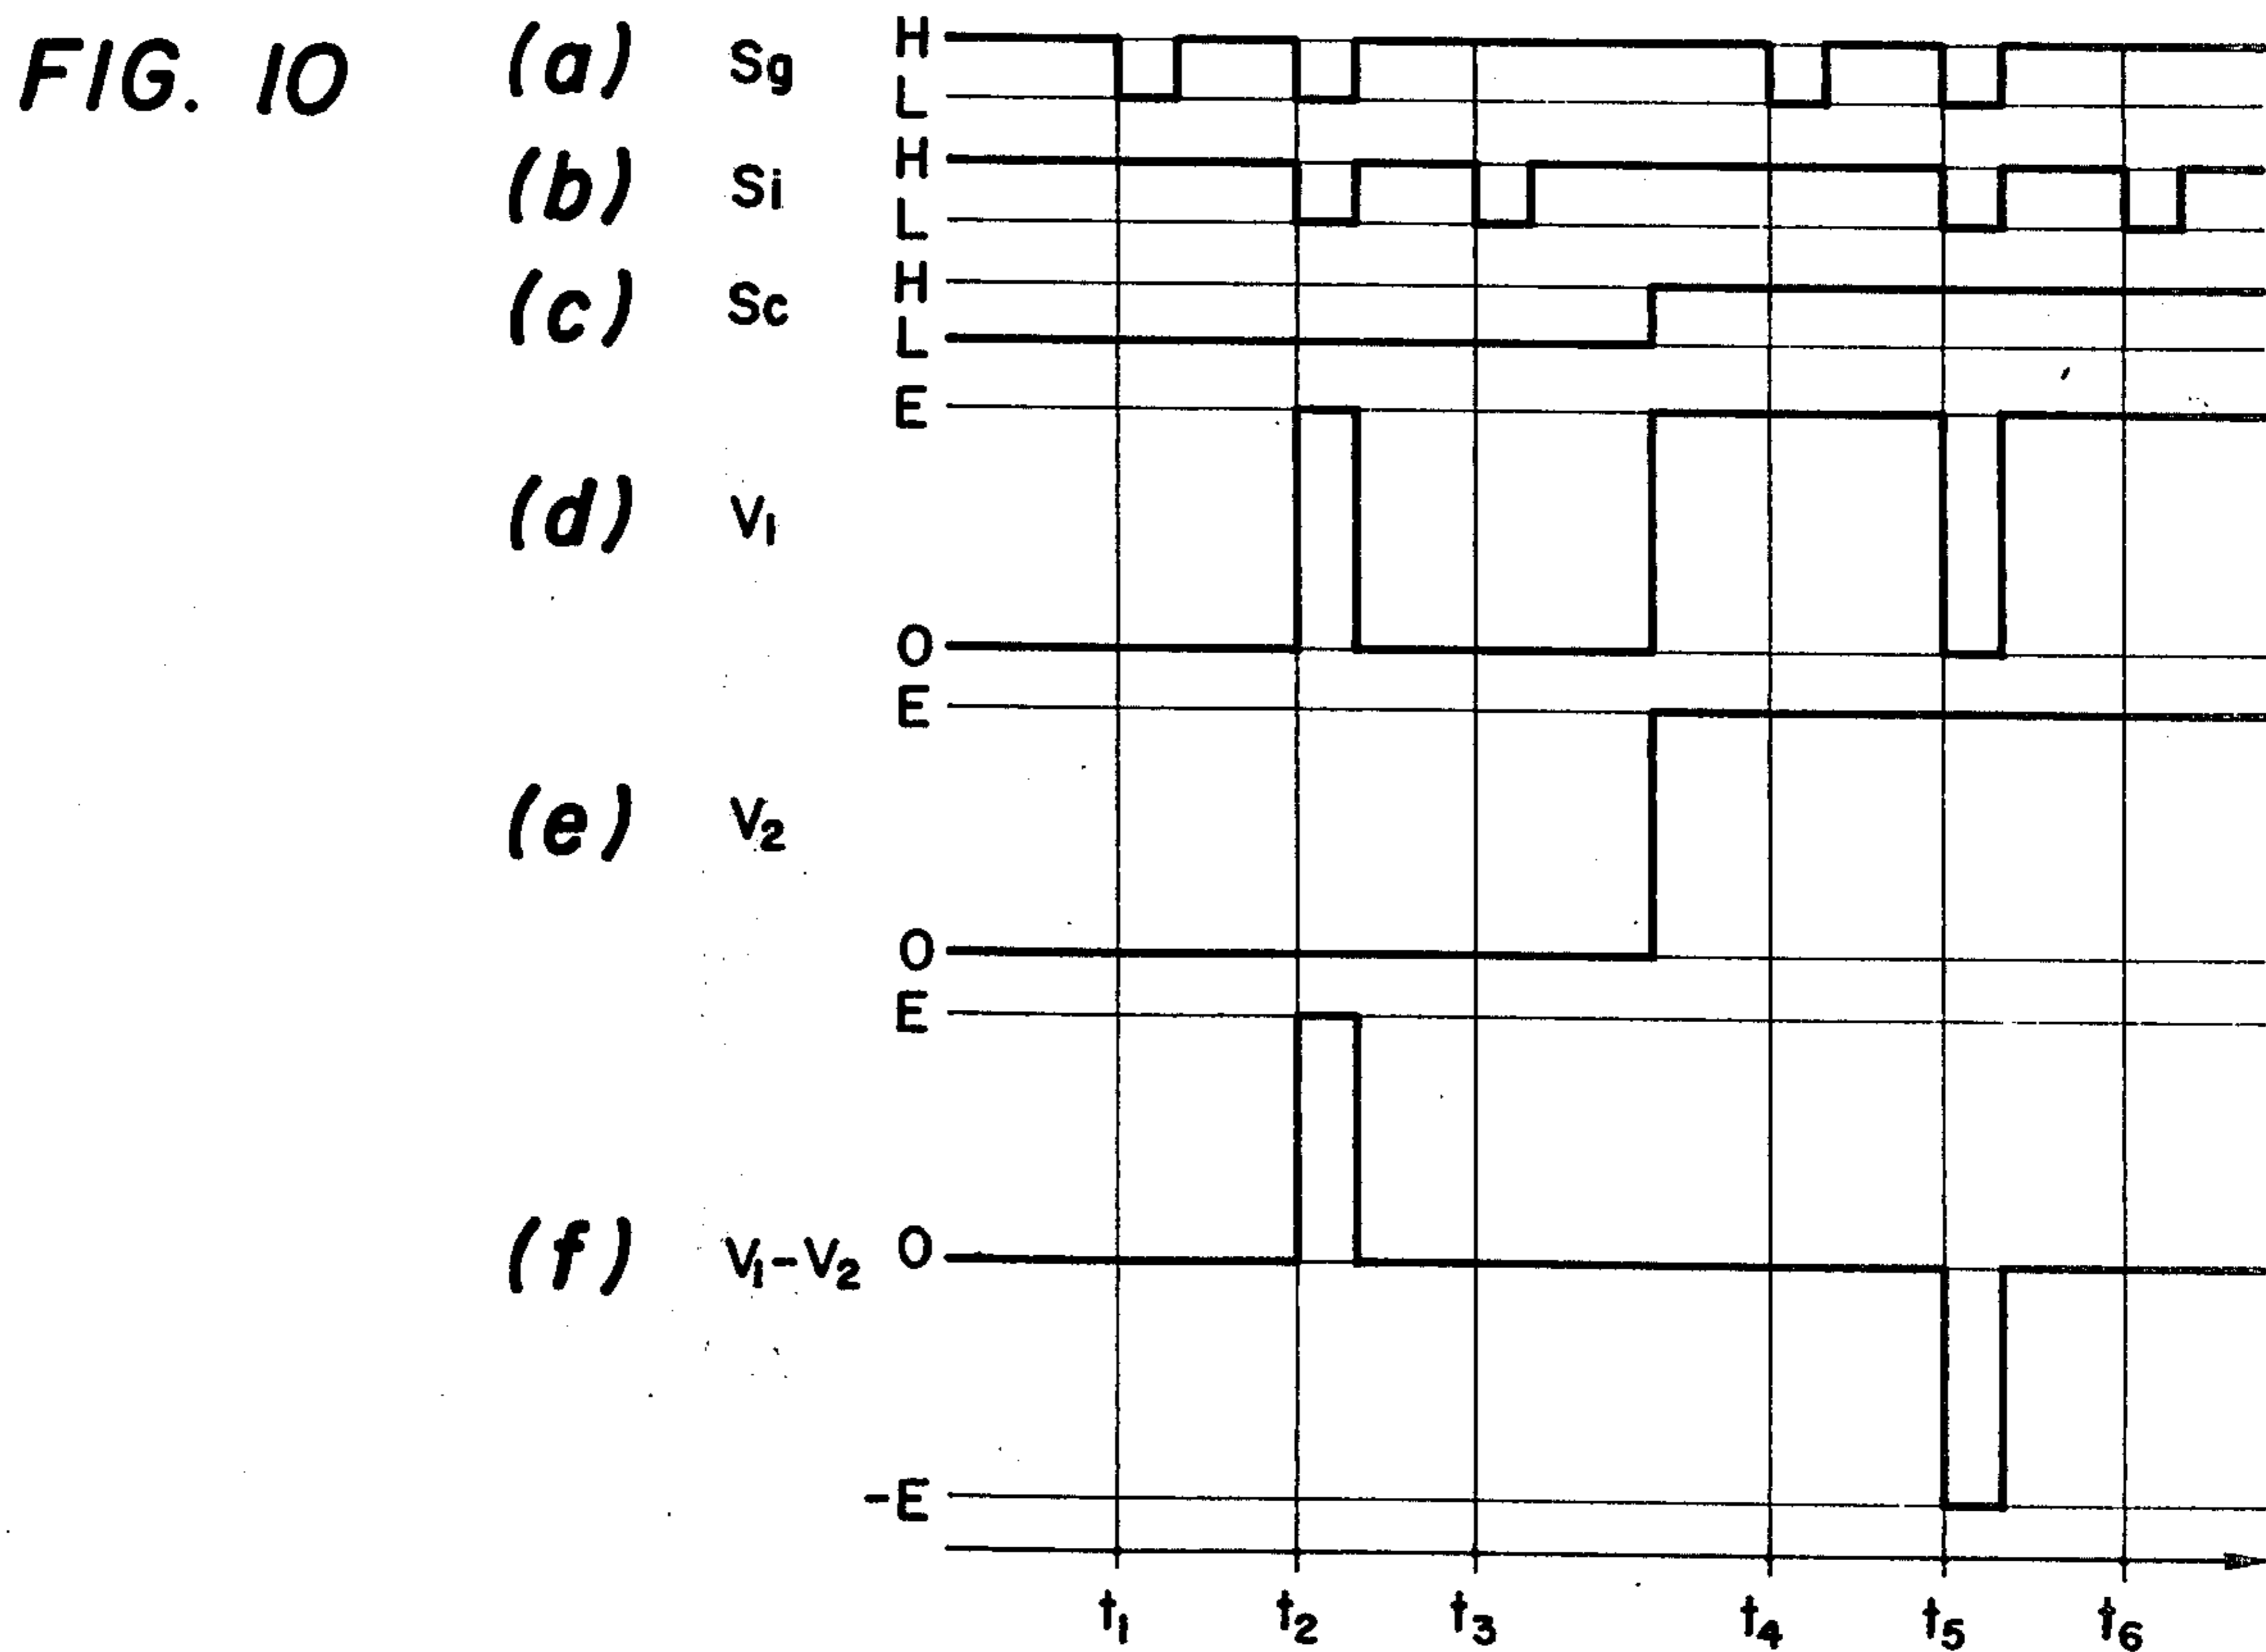 FIG. 10
(a) Sg H L
(b) Si H L
(c) Sc H L
(d) V1 E O
(e) V2 E O
(f) V1-V2 E O -E
t1 t2 t3 t4 t5 t6